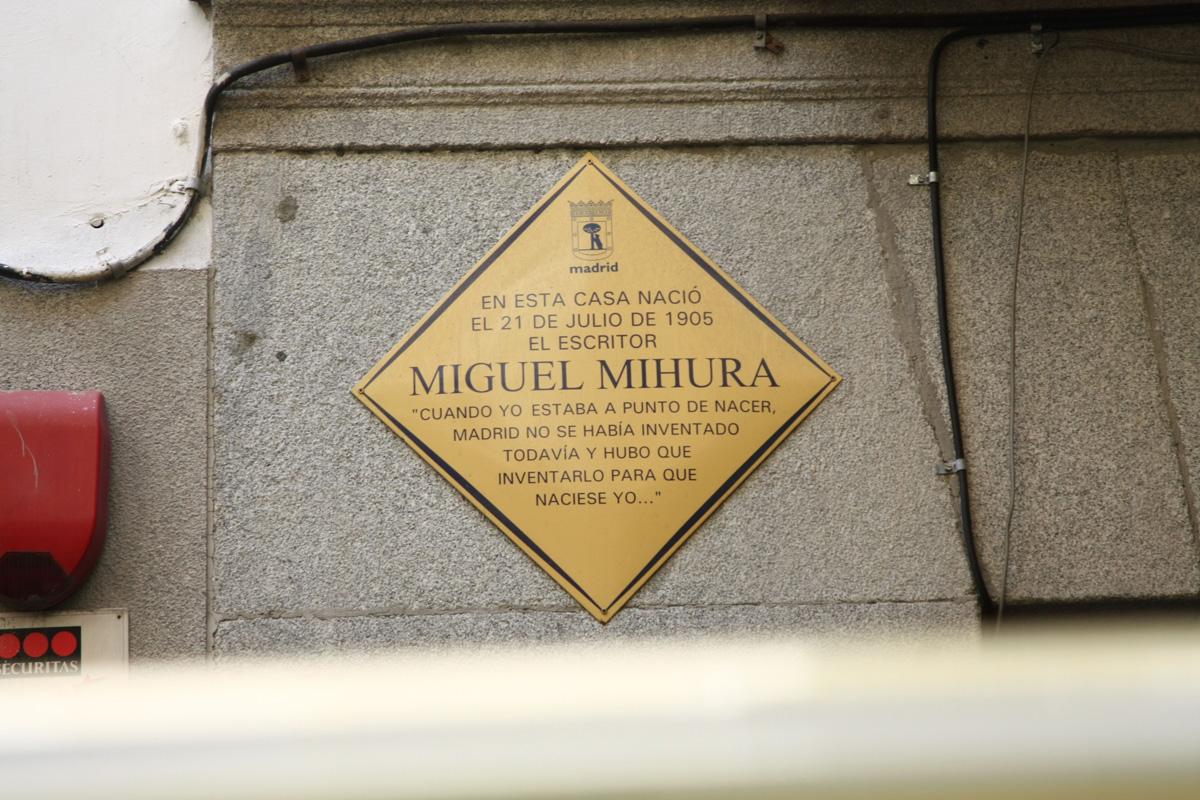 madrid
EN ESTA CASA NACIÓ
EL 21 DE JULIO DE 1905
EL ESCRITOR
MIGUEL MIHURA
"CUANDO YO ESTABA A PUNTO DE NACER,
MADRID NO SE HABÍA INVENTADO
TODAVÍA Y HUBO QUE
INVENTARLO PARA QUE
NACIESE YO..."
SECURITAS